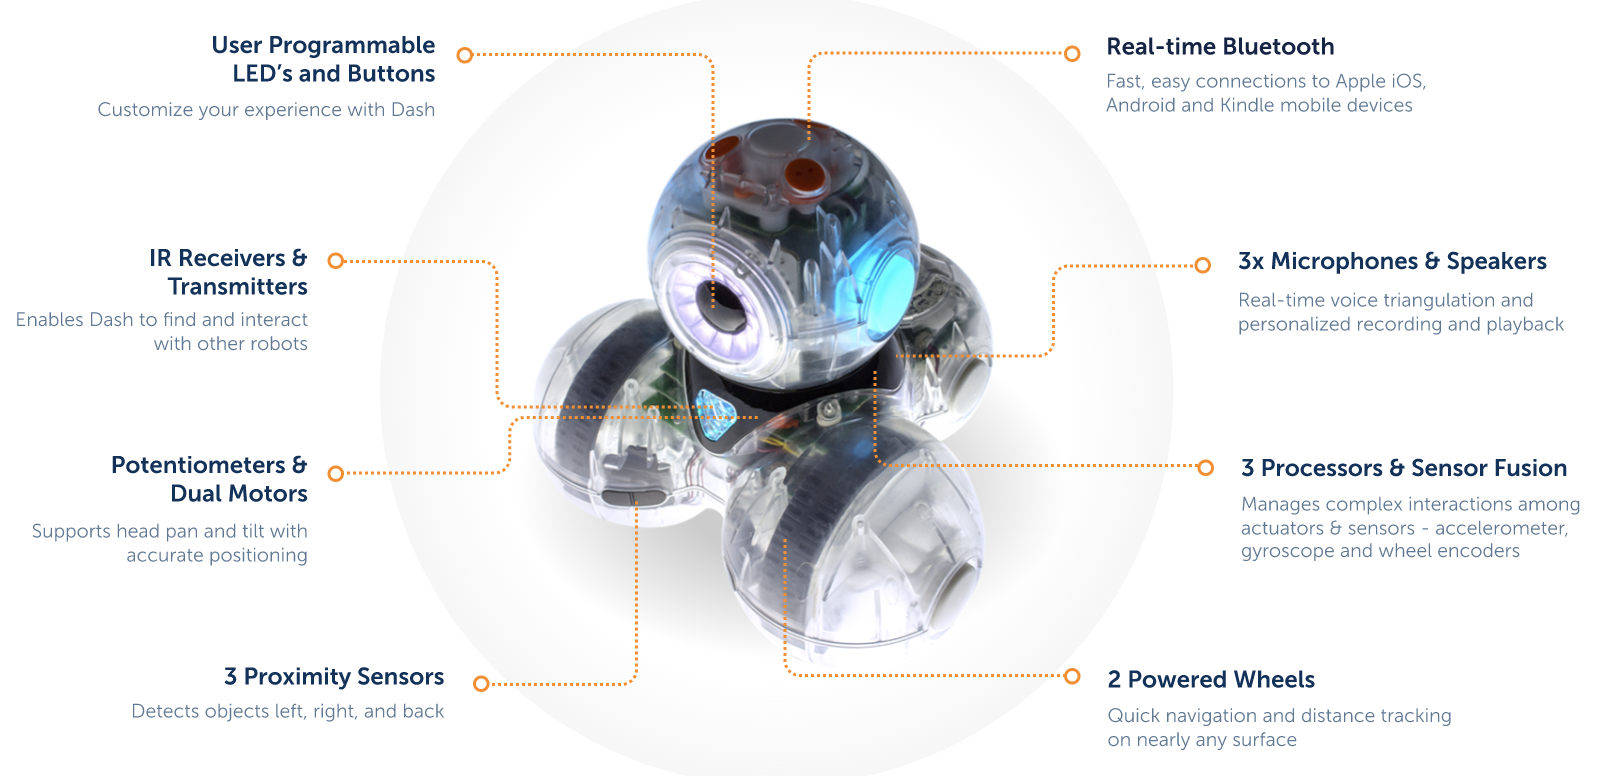 User Programmable
LED's and Buttons
Customize your experience with Dash
IR Receivers &
Transmitters
Enables Dash to find and interact
with other robots
Potentiometers &
Dual Motors
Supports head pan and tilt with
accurate positioning
3 Proximity Sensors
Detects objects left, right, and back
Real-time Bluetooth
Fast, easy connections to Apple iOS,
Android and Kindle mobile devices
3x Microphones & Speakers
Real-time voice triangulation and
personalized recording and playback
3 Processors & Sensor Fusion
Manages complex interactions among
actuators & sensors - accelerometer,
gyroscope and wheel encoders
2 Powered Wheels
Quick navigation and distance tracking
on nearly any surface